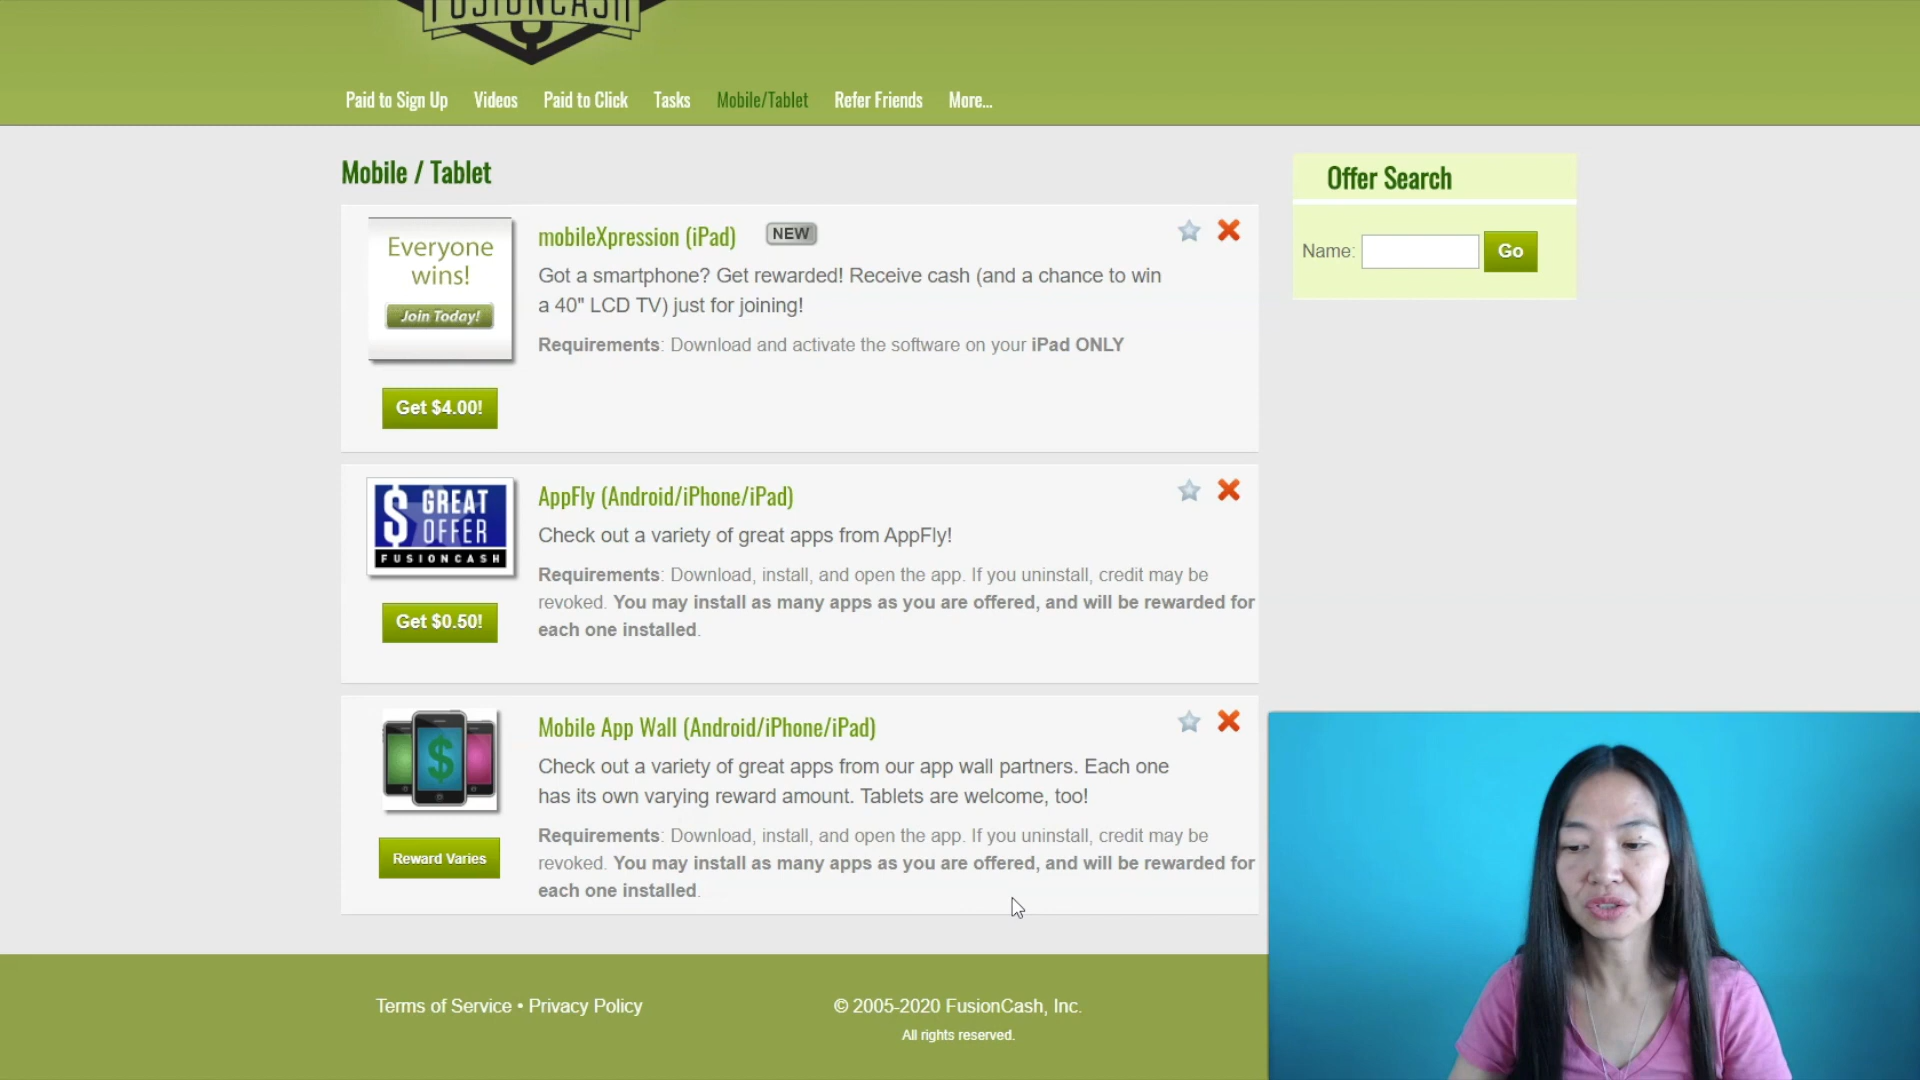 FUSIONCASH
Paid to Sign Up Videos Paid to Click Tasks Mobile/Tablet Refer Friends More...
Mobile / Tablet
Everyone
wins!
Join Today!
Get $4.00!
mobileXpression (iPad) NEW
Got a smartphone? Get rewarded! Receive cash (and a chance to win
a 40" LCD TV) just for joining!
Requirements: Download and activate the software on your iPad ONLY
$ GREAT
OFFER
FUSIONCASH
Get $0.50!
AppFly (Android/iPhone/iPad)
Check out a variety of great apps from AppFly!
Requirements: Download, install, and open the app. If you uninstall, credit may be
revoked. You may install as many apps as you are offered, and will be rewarded for
each one installed.
$
Reward Varies
Mobile App Wall (Android/iPhone/iPad)
Check out a variety of great apps from our app wall partners. Each one
has its own varying reward amount. Tablets are welcome, too!
Requirements: Download, install, and open the app. If you uninstall, credit may be
revoked. You may install as many apps as you are offered, and will be rewarded for
each one installed.
Offer Search
Name: Go
Terms of Service • Privacy Policy
© 2005-2020 FusionCash, Inc.
All rights reserved.